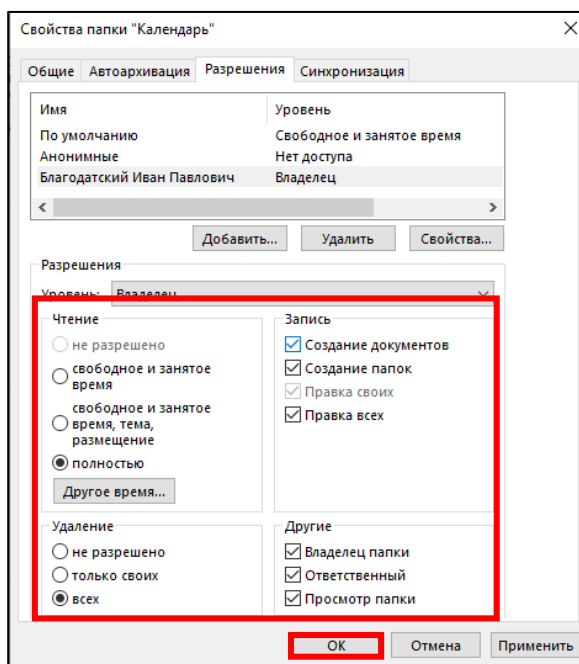 Свойства папки "Календарь"
Общие Автоархивация Разрешения Синхронизация
Имя Уровень
По умолчанию Свободное и занятое время
Анонимные Нет доступа
Благодатский Иван Павлович Владелец
Добавить... Удалить Свойства...
Разрешения
Уровень: Владелец
Чтение
не разрешено
свободное и занятое
время
свободное и занятое
время, тема,
размещение
полностью
Другое время...
Запись
Создание документов
Создание папок
Правка своих
Правка всех
Удаление
не разрешено
только своих
всех
Другие
Владелец папки
Ответственный
Просмотр папки
ОК Отмена Применить